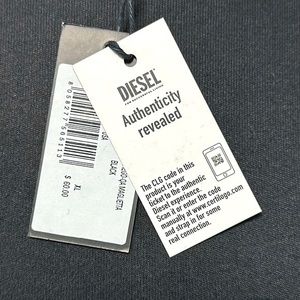 DIESEL
FOR SUCCESSFUL LIVING
Authenticity
revealed
The CLG code in this
product is your
ticket to the authentic
Diesel experience.
Scan it or enter the code
manually at www.certilogo.com
and strap in for some
real connection.
MAGLIETTA
BLACK
XL
$ 60.00